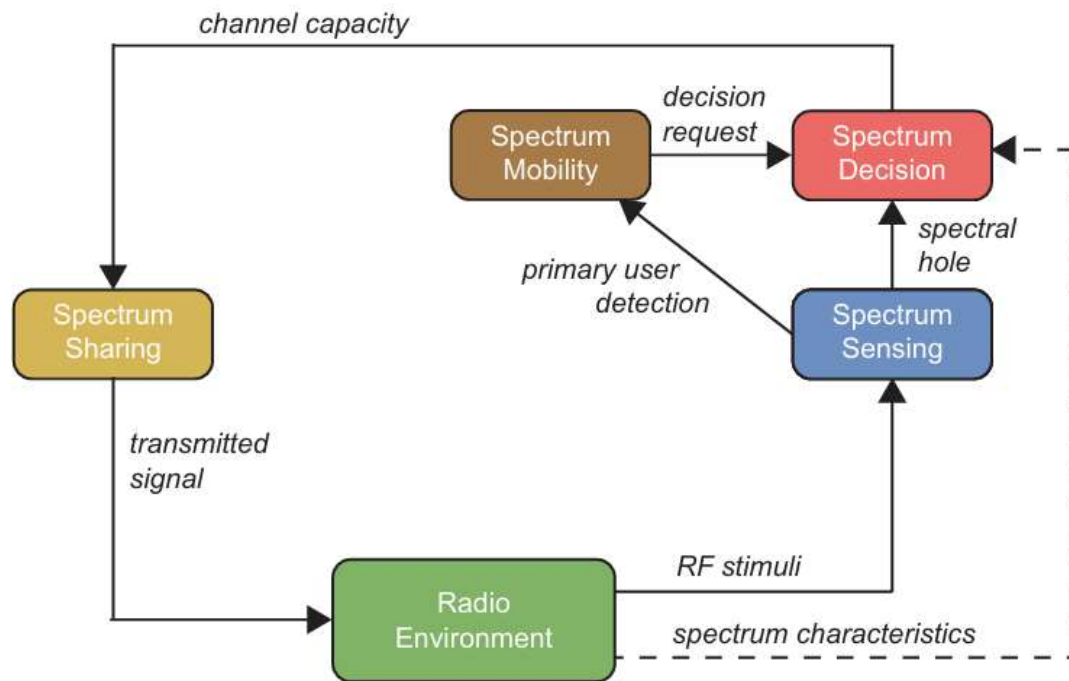 channel capacity
decision
request
Spectrum
Mobility
Spectrum
Decision
spectral
hole
primary user
detection
Spectrum
Sharing
Spectrum
Sensing
transmitted
signal
RF stimuli
Radio
Environment
spectrum characteristics